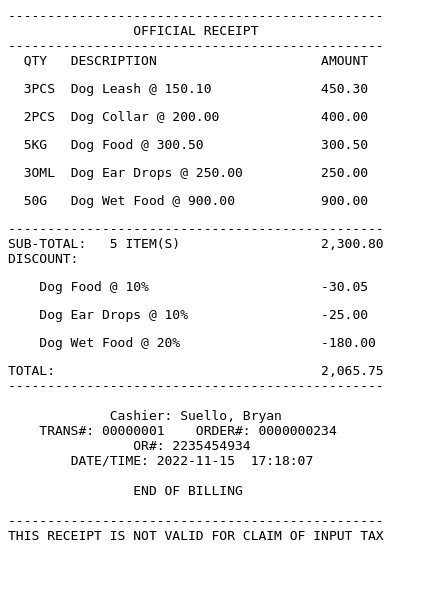 ------------------------------------------------
OFFICIAL RECEIPT
------------------------------------------------
QTY   DESCRIPTION                     AMOUNT
3PCS  Dog Leash @ 150.10              450.30
2PCS  Dog Collar @ 200.00             400.00
5KG   Dog Food @ 300.50               300.50
3OML  Dog Ear Drops @ 250.00          250.00
50G   Dog Wet Food @ 900.00           900.00
------------------------------------------------
SUB-TOTAL:   5 ITEM(S)                  2,300.80
DISCOUNT:
Dog Food @ 10%                      -30.05
Dog Ear Drops @ 10%                 -25.00
Dog Wet Food @ 20%                  -180.00
TOTAL:                                  2,065.75
------------------------------------------------
Cashier: Suello, Bryan
TRANS#: 00000001    ORDER#: 0000000234
OR#: 2235454934
DATE/TIME: 2022-11-15  17:18:07
END OF BILLING
------------------------------------------------
THIS RECEIPT IS NOT VALID FOR CLAIM OF INPUT TAX